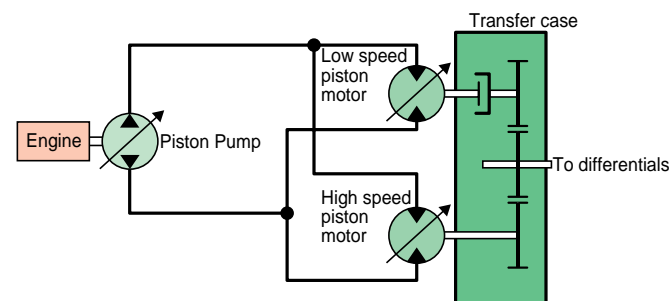 Transfer case
Low speed
piston
motor
Engine
Piston Pump
To differentials
High speed
piston
motor